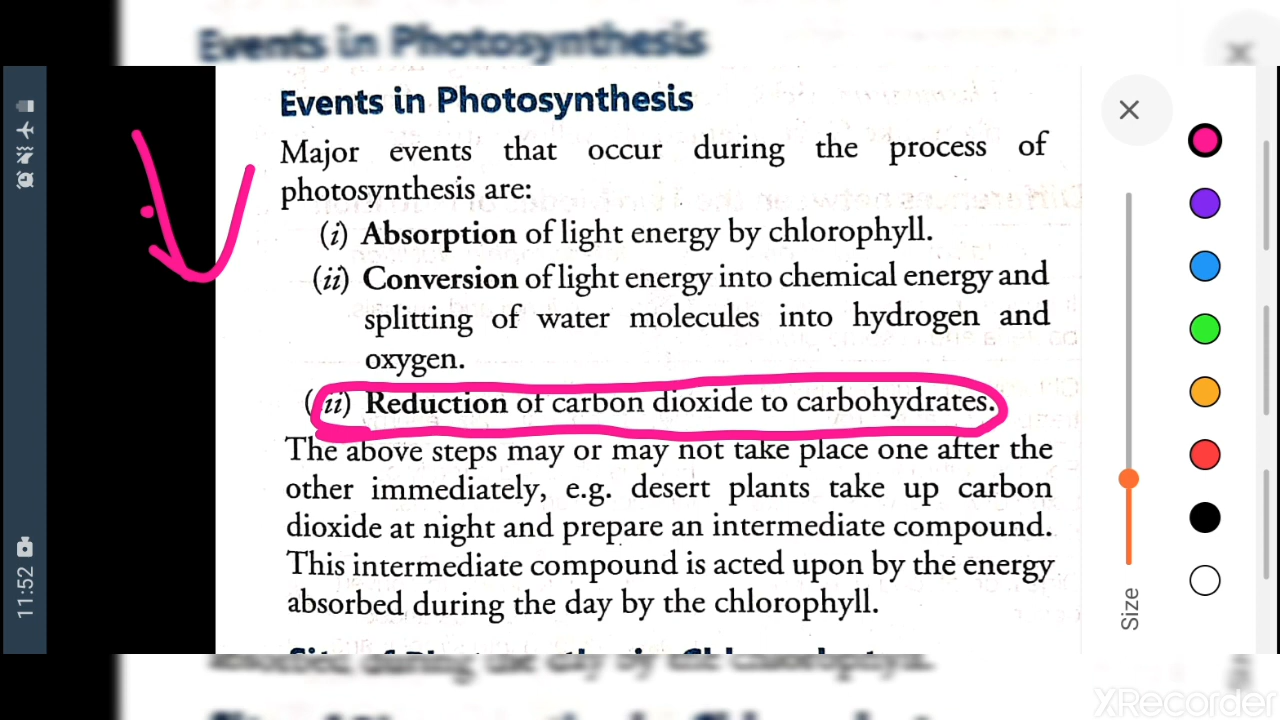 Events in Photosynthesis
Events in Photosynthesis
Major events that occur during the process of
photosynthesis are:
(i) Absorption of light energy by chlorophyll.
(ii) Conversion of light energy into chemical energy and
splitting of water molecules into hydrogen and
oxygen.
(ii) Reduction of carbon dioxide to carbohydrates.
The above steps may or may not take place one after the
other immediately, e.g. desert plants take up carbon
dioxide at night and prepare an intermediate compound.
This intermediate compound is acted upon by the energy
absorbed during the day by the chlorophyll.
11:52
Size
XRecorder